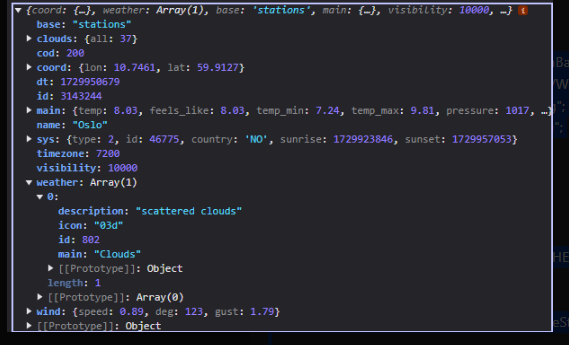 {coord: {…}, weather: Array(1), base: 'stations', main: {…}, visibility: 10000, …} i
base: "stations"
clouds: {all: 37}
cod: 200
coord: {lon: 10.7461, lat: 59.9127}
dt: 1729950679
id: 3143244
main: {temp: 8.03, feels_like: 8.03, temp_min: 7.24, temp_max: 9.81, pressure: 1017, …}
name: "Oslo"
sys: {type: 2, id: 46775, country: 'NO', sunrise: 1729923846, sunset: 1729957053}
timezone: 7200
visibility: 10000
weather: Array(1)
0:
description: "scattered clouds"
icon: "03d"
id: 802
main: "Clouds"
[[Prototype]]: Object
length: 1
[[Prototype]]: Array(0)
wind: {speed: 0.89, deg: 123, gust: 1.79}
[[Prototype]]: Object